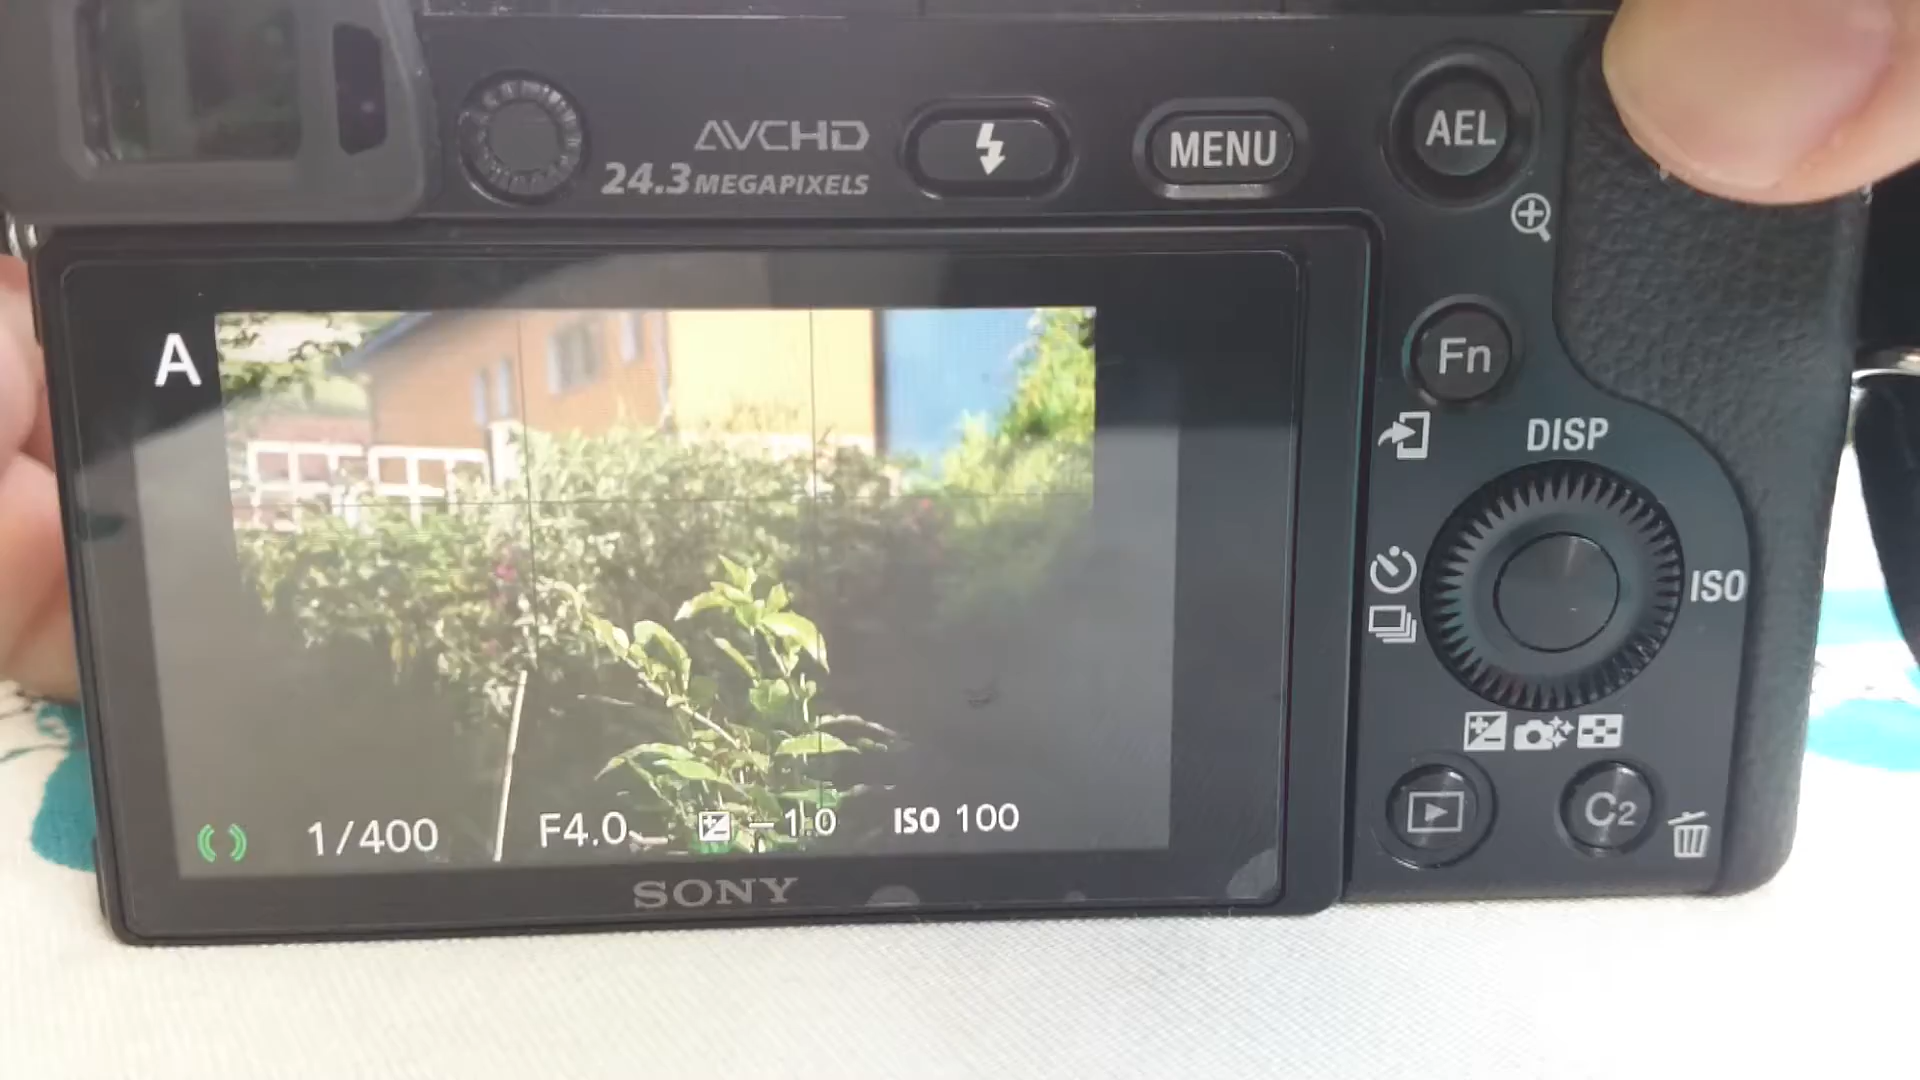 AVCHD
24.3 MEGAPIXELS
MENU
AEL
A
Fn
DISP
ISO
1/400 F4.0 -1.0 ISO 100
C2
SONY